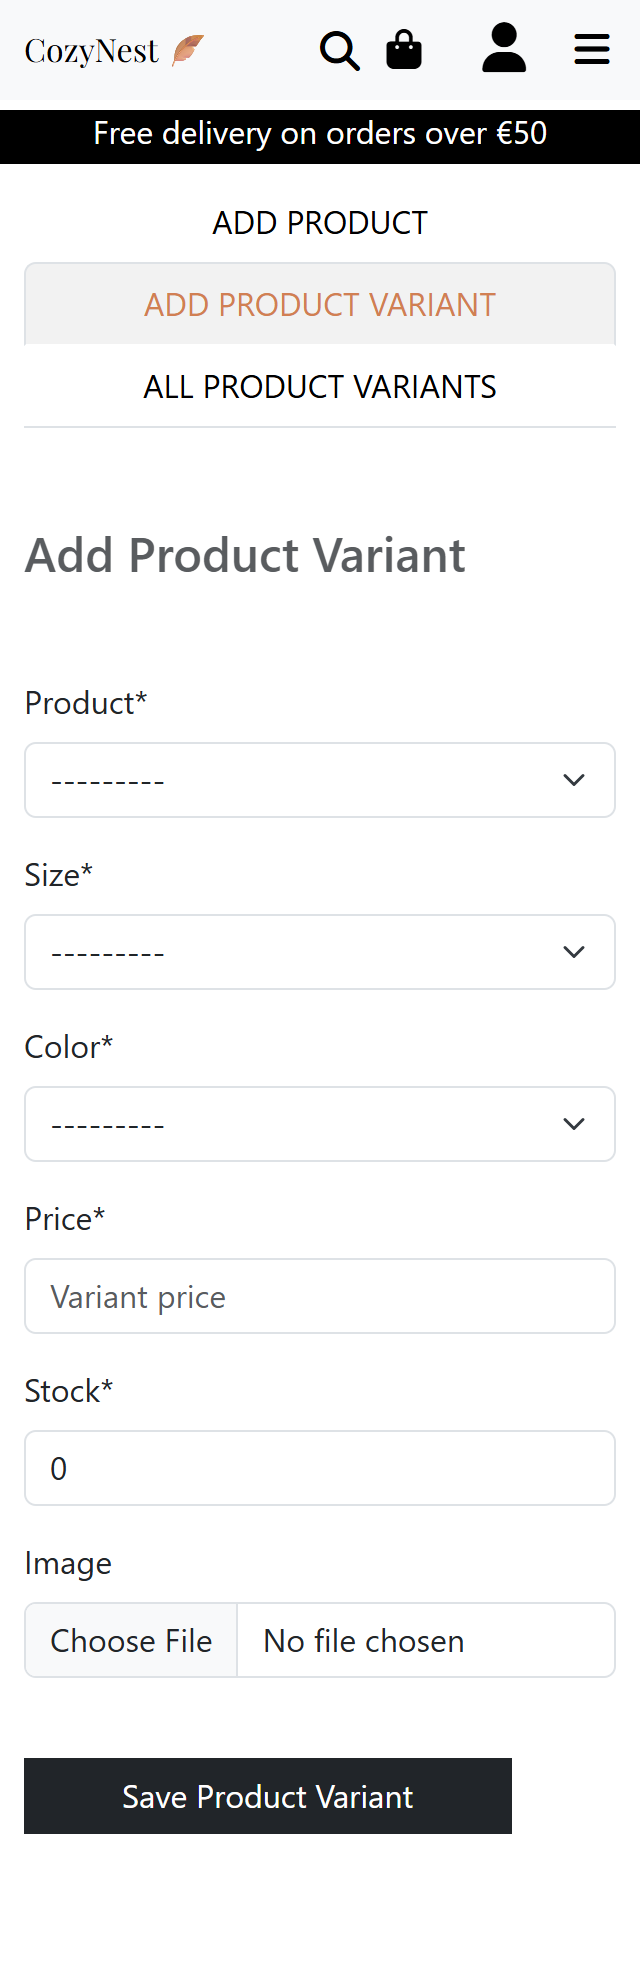 CozyNest
Free delivery on orders over €50
ADD PRODUCT
ADD PRODUCT VARIANT
ALL PRODUCT VARIANTS
Add Product Variant
Product*
---------
Size*
---------
Color*
---------
Price*
Variant price
Stock*
0
Image
Choose File No file chosen
Save Product Variant